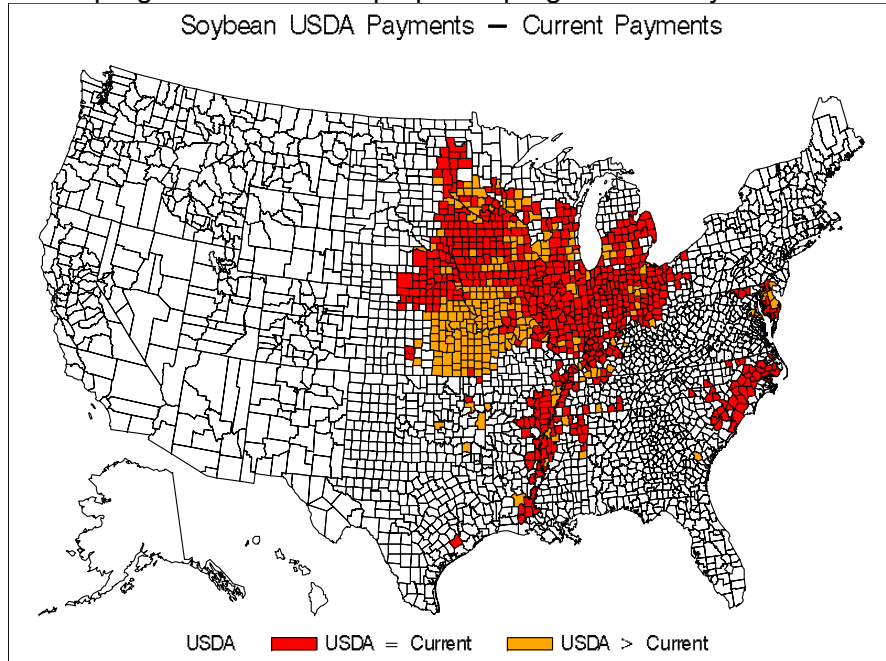 Soybean USDA Payments — Current Payments
USDA USDA = Current USDA > Current